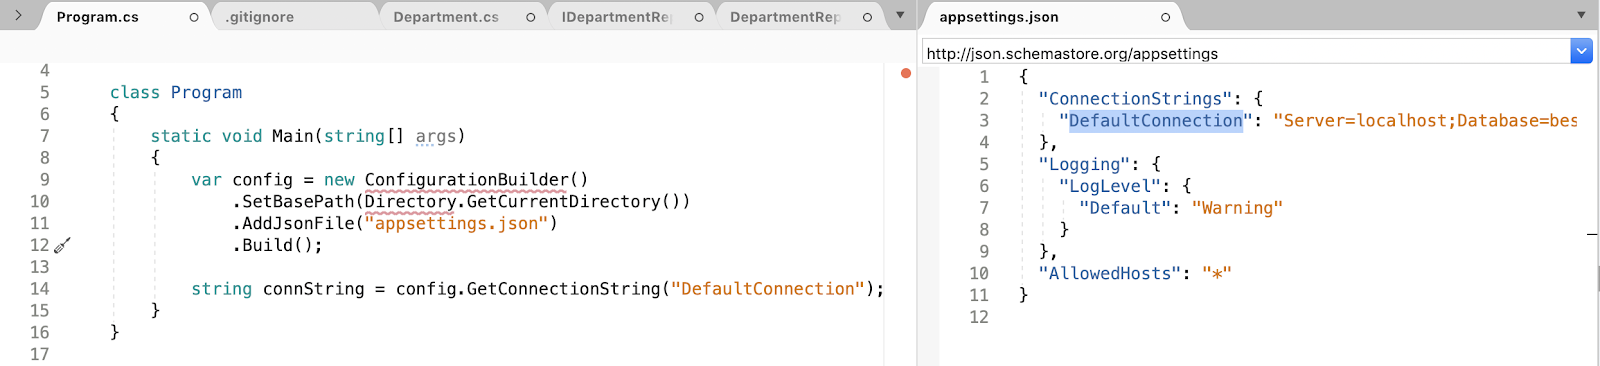 Program.cs .gitignore Department.cs IDepartmentRep DepartmentRep
4
5 class Program
6 {
7 static void Main(string[] args)
8 {
9 var config = new ConfigurationBuilder()
10 .SetBasePath(Directory.GetCurrentDirectory())
11 .AddJsonFile("appsettings.json")
12 .Build();
13
14 string connString = config.GetConnectionString("DefaultConnection");
15 }
16 }
17
appsettings.json
http://json.schemastore.org/appsettings
1 {
2 "ConnectionStrings": {
3 "DefaultConnection": "Server=localhost;Database=bes
4 },
5 "Logging": {
6 "LogLevel": {
7 "Default": "Warning"
8 }
9 },
10 "AllowedHosts": "*"
11 }
12